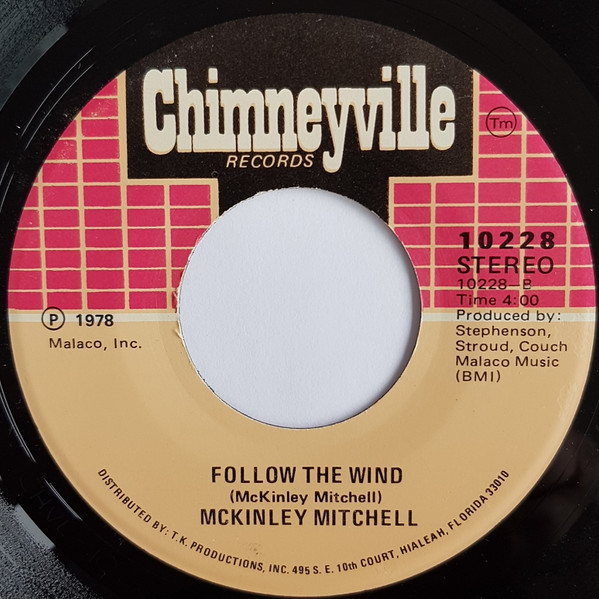 Chimneyville
RECORDS
Tm
10228
STEREO
10228-B
Time 4:00
Produced by:
Stephenson,
Stroud, Couch
Malaco Music
(BMI)
P 1978
Malaco, Inc.
FOLLOW THE WIND
(McKinley Mitchell)
MCKINLEY MITCHELL
DISTRIBUTED BY: T.K. PRODUCTIONS, INC. 495 S. E. 10th COURT, HIALEAH, FLORIDA 33010